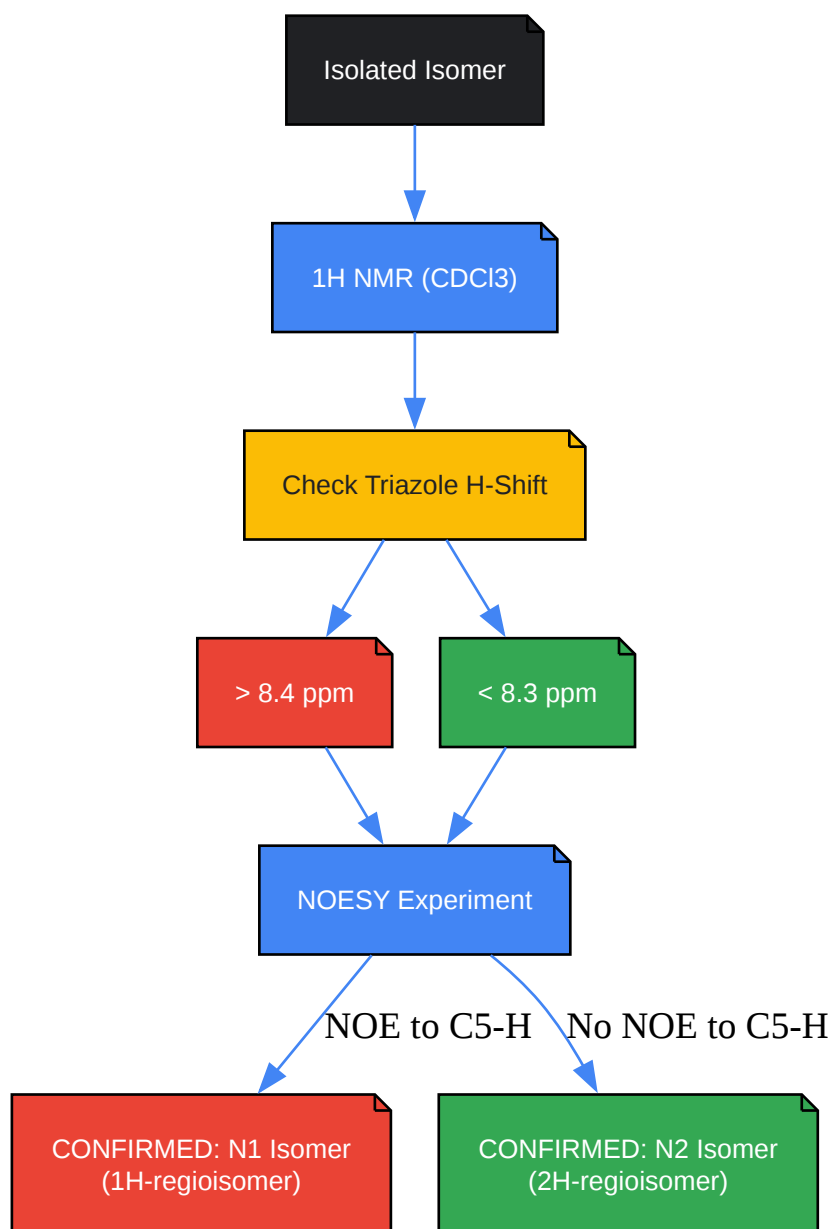 Isolated Isomer
1H NMR (CDCl3)
Check Triazole H-Shift
> 8.4 ppm
< 8.3 ppm
NOESY Experiment
NOE to C5-H
No NOE to C5-H
CONFIRMED: N1 Isomer
(1H-regioisomer)
CONFIRMED: N2 Isomer
(2H-regioisomer)